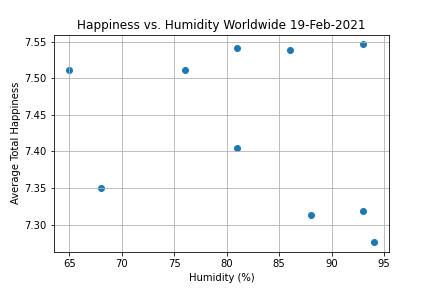 Happiness vs. Humidity Worldwide 19-Feb-2021
7.55
7.50
7.45
7.40
7.35
7.30
Average Total Happiness
65 70 75 80 85 90 95
Humidity (%)